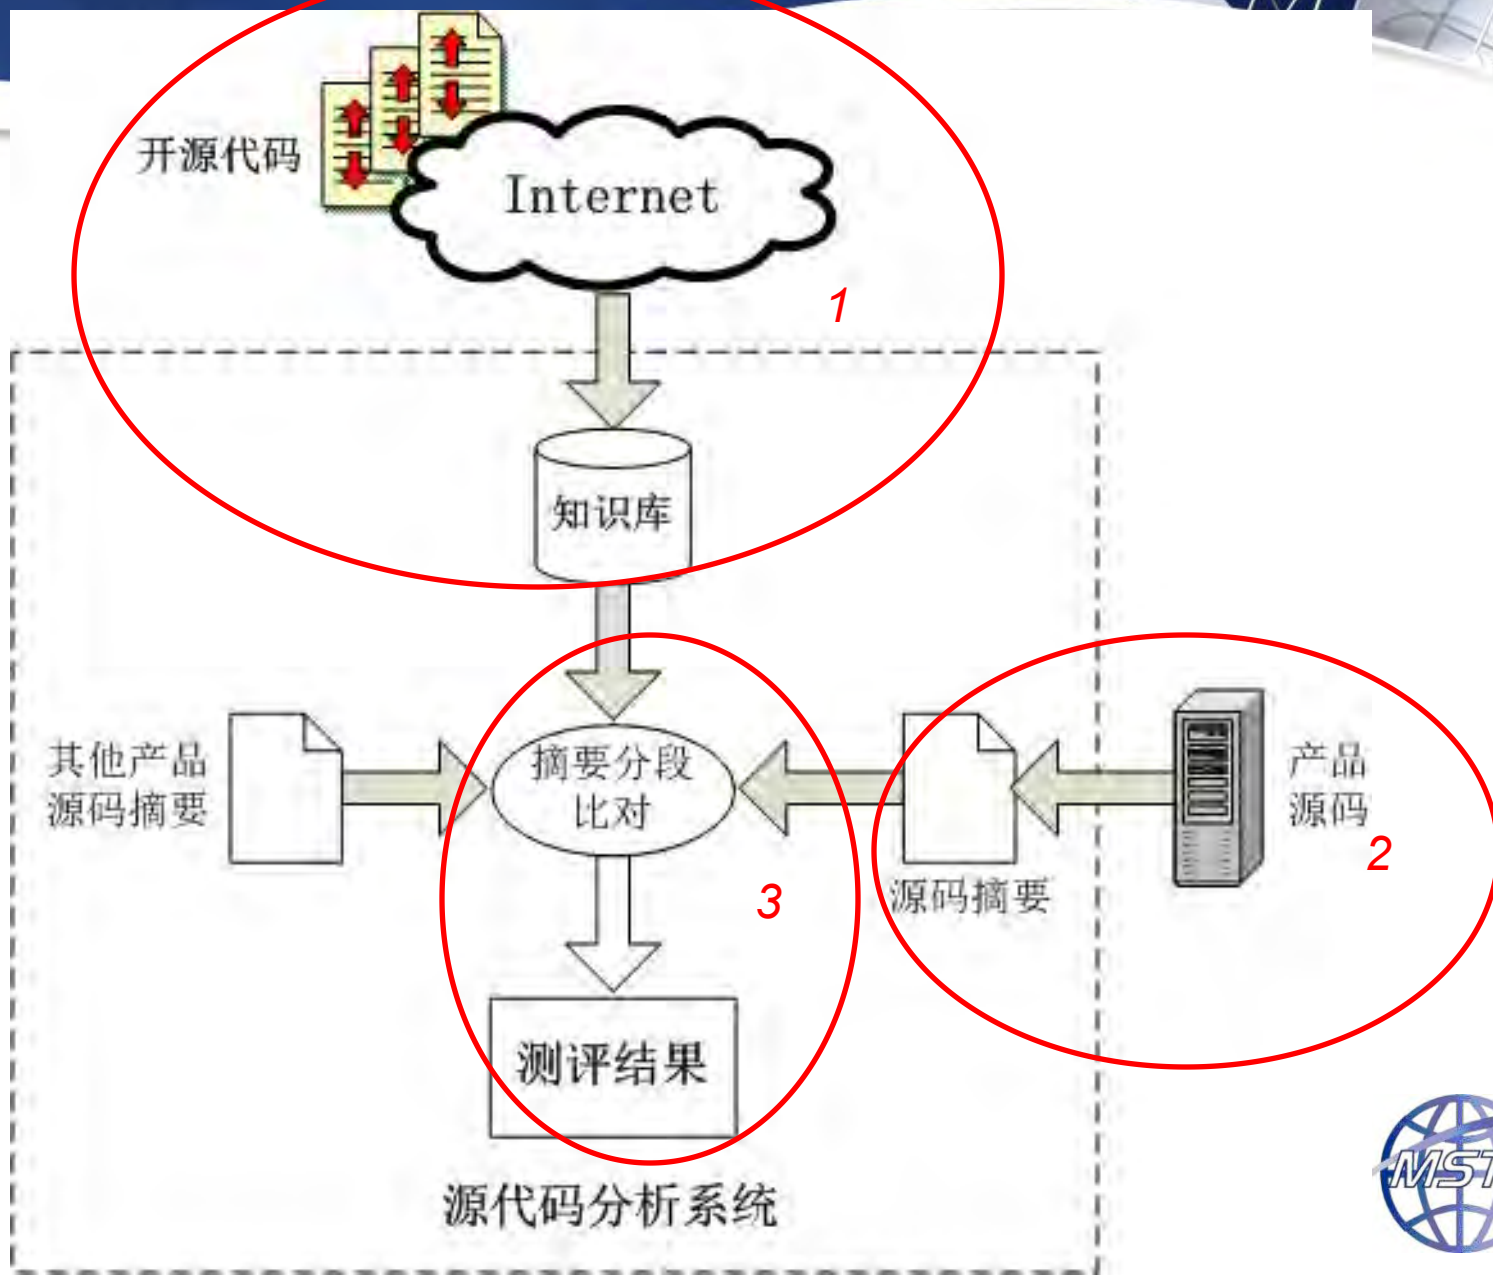 开源代码
Internet
1
知识库
其他产品
源码摘要
摘要分段
比对
产品
源码
2
源码摘要
3
测评结果
源代码分析系统